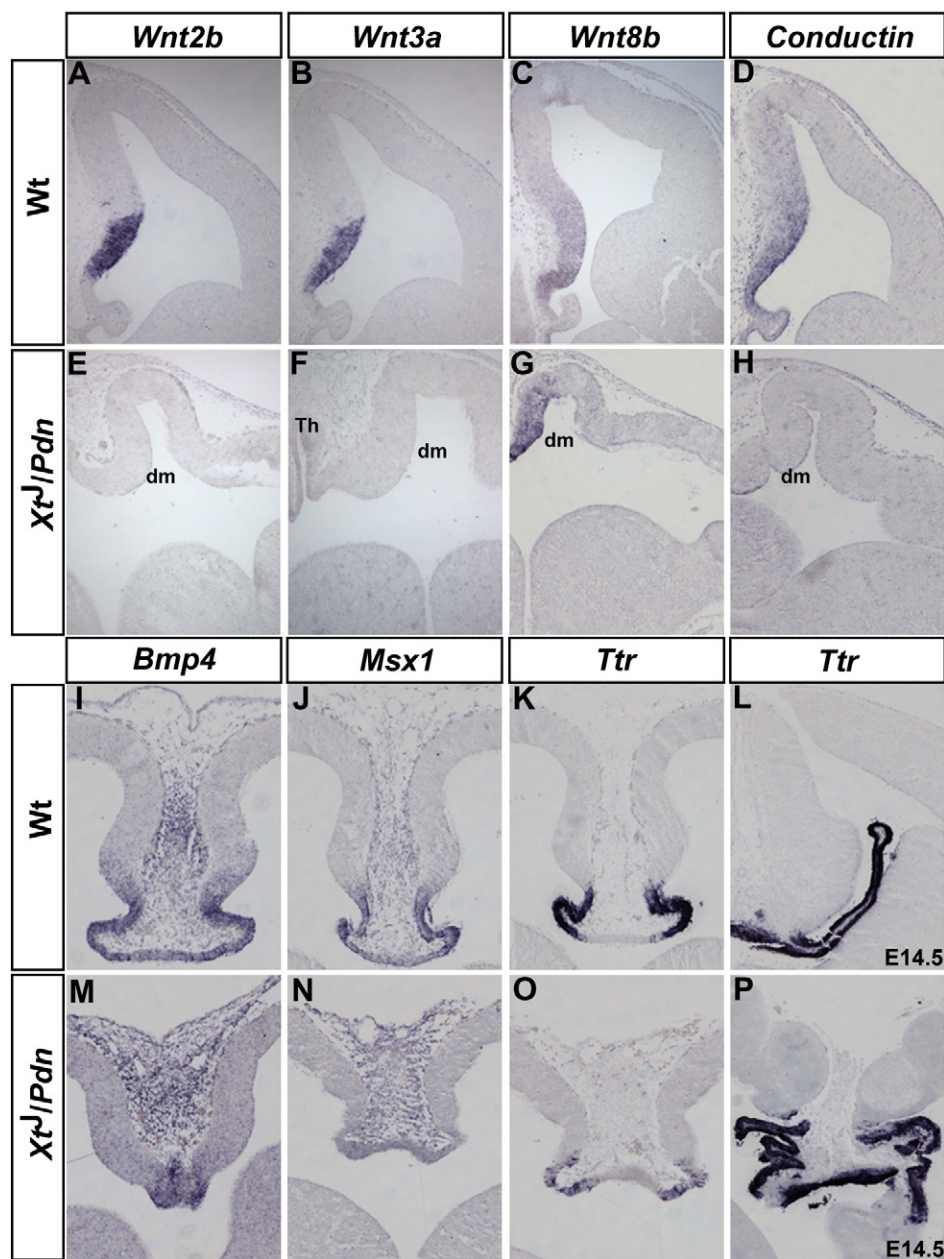 Wnt2b Wnt3a Wnt8b Conductin
Wt
A B C D
Xt^J/Pdn
E F G H
Th
dm dm dm dm
Bmp4 Msx1 Ttr Ttr
Wt
I J K L
E14.5
Xt^J/Pdn
M N O P
E14.5